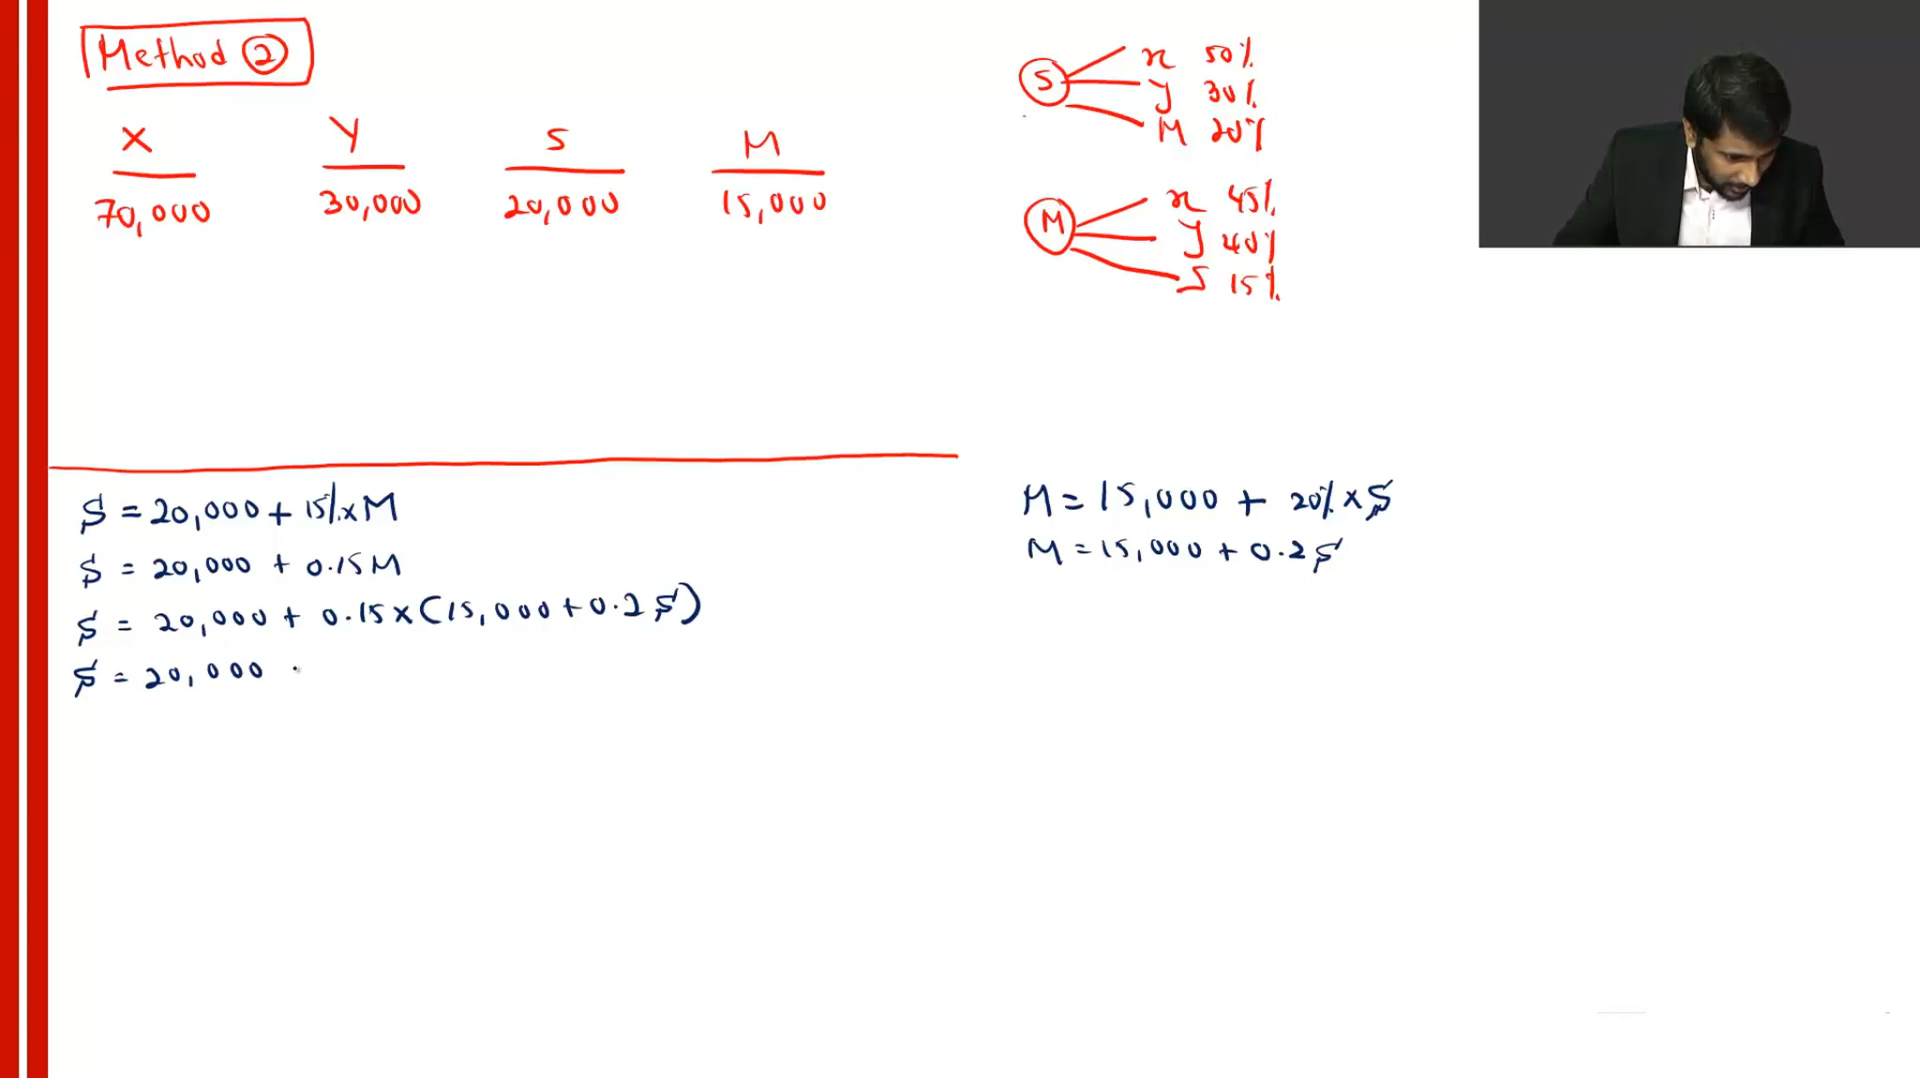 Method 2
X Y S M
70,000 30,000 20,000 15,000
S x 50%
y 30%
M 20%
M x 45%
y 40%
S 15%
S = 20,000 + 15% x M
S = 20,000 + 0.15M
S = 20,000 + 0.15 x (15,000 + 0.2 S)
S = 20,000
M = 15,000 + 20% x S
M = 15,000 + 0.2 S